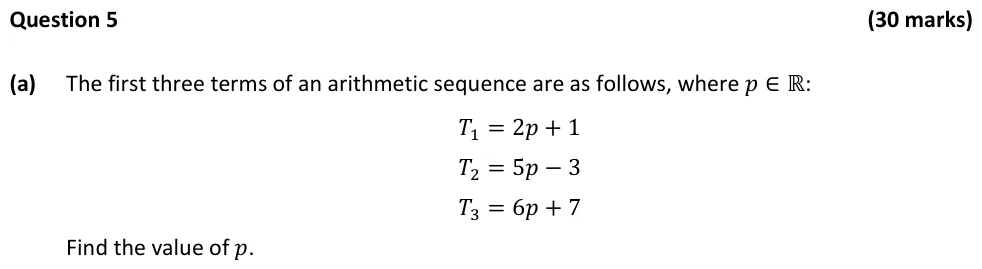 Question 5 (30 marks)
(a) The first three terms of an arithmetic sequence are as follows, where p ∈ ℝ:
T₁ = 2p + 1
T₂ = 5p − 3
T₃ = 6p + 7
Find the value of p.